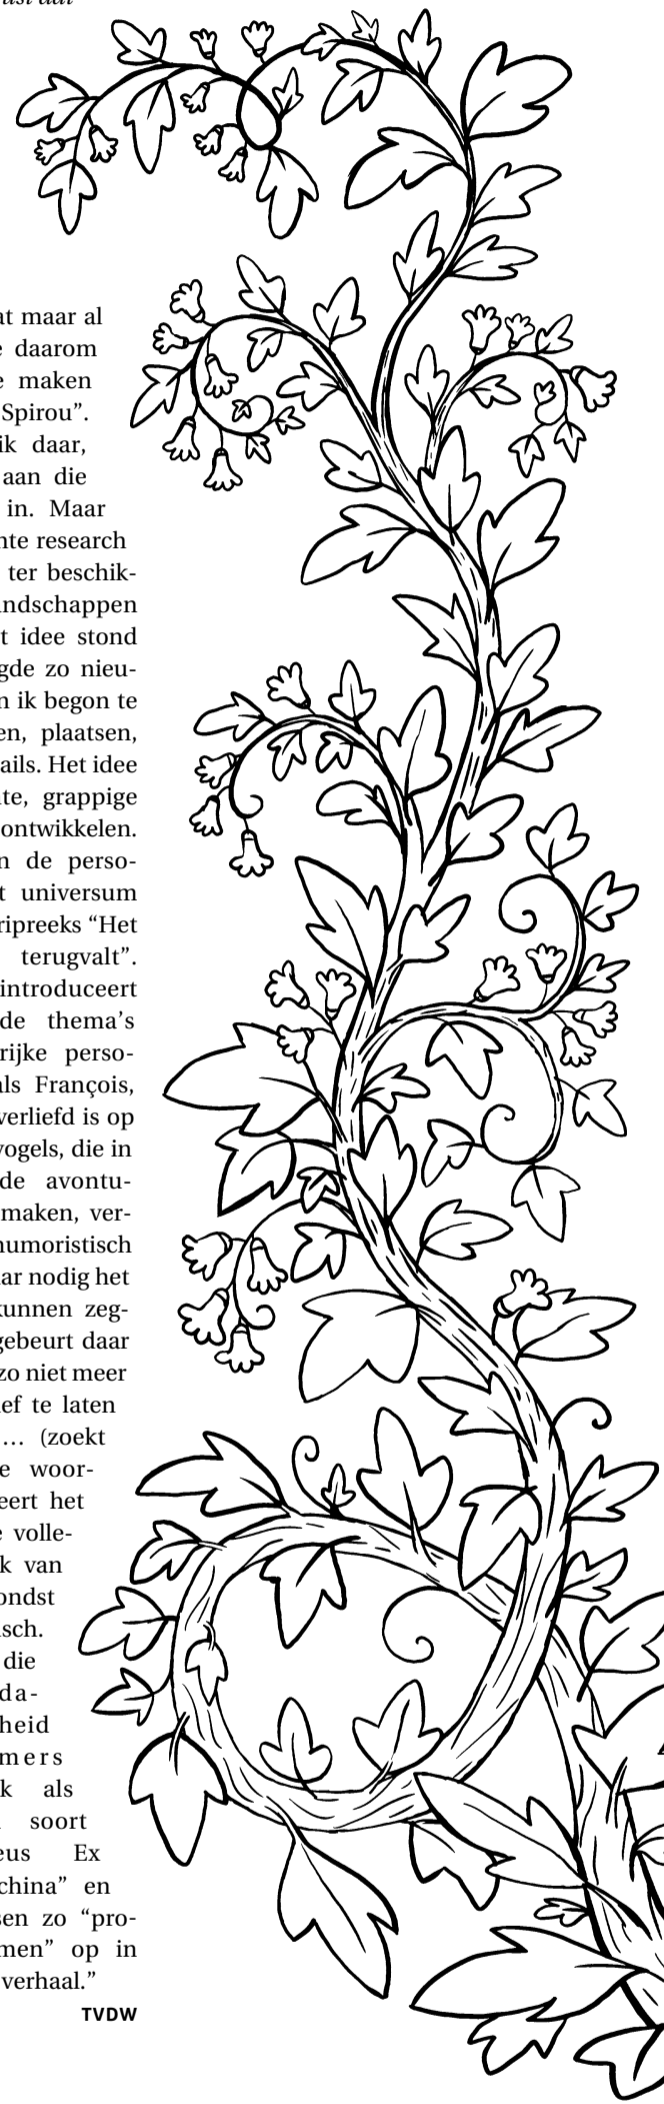 at maar al
daarom
maken
Spirou”.
ik daar,
aan die
in. Maar
research
ter beschik-
ndschappen
t idee stond
gde zo nieu-
n ik begon te
en, plaatsen,
ails. Het idee
te, grappige
ontwikkelen.
n de perso-
t universum
ripreeks “Het
terugvalt”.
introduceert
de thema’s
rijke perso-
als François,
verliefd is op
vogels, die in
de avontu-
maken, ver-
humoristisch
ar nodig het
kunnen zeg-
gebeurt daar
zo niet meer
ef te laten
… (zoekt
e woor-
eert het
e volle-
k van
ondst
sch.
die
da-
heid
mers
k als
soort
eus Ex
china” en
sen zo “pro-
men” op in
verhaal.”
TVDW